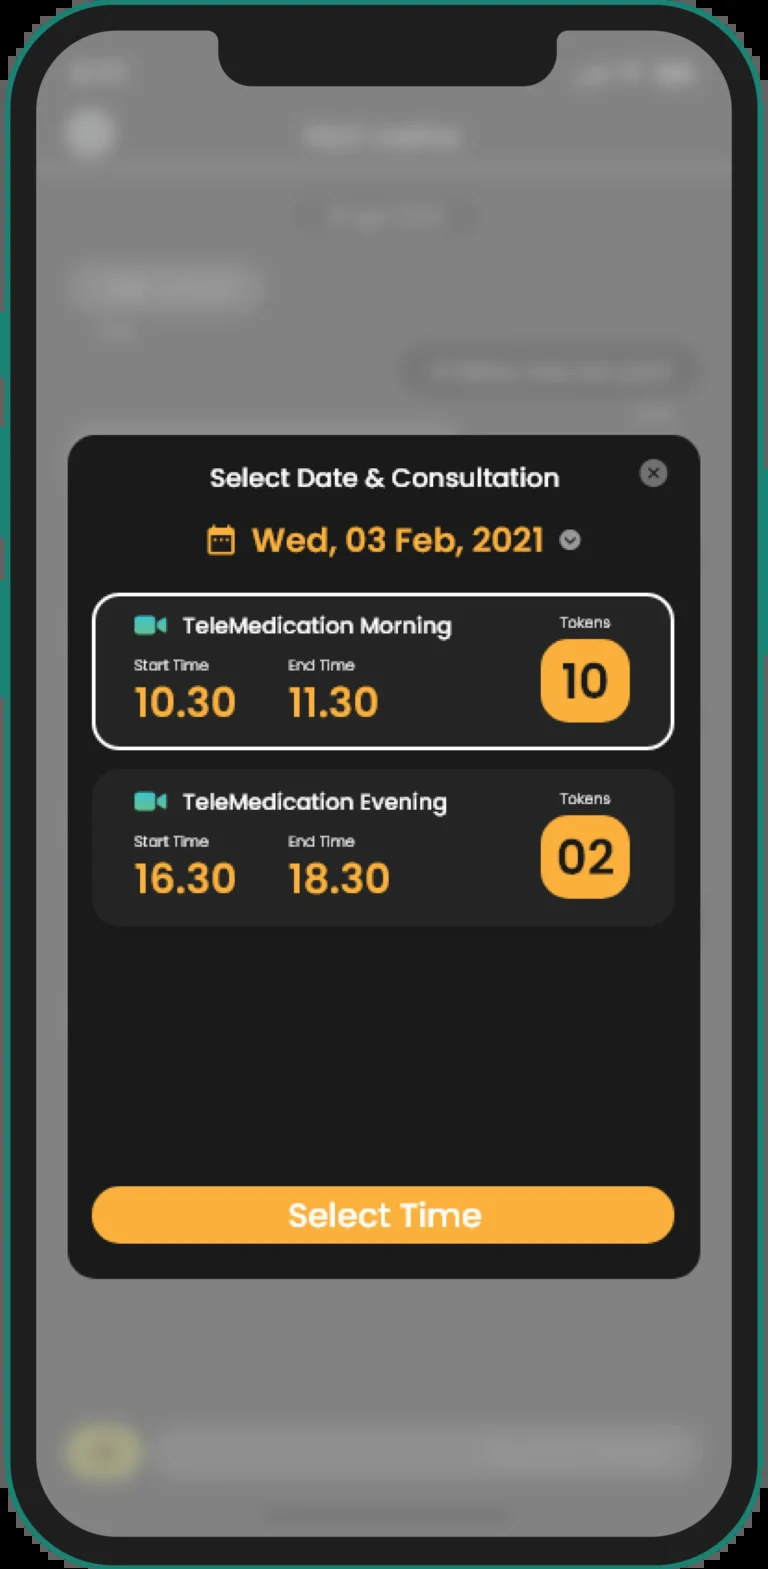 Select Date & Consultation
Wed, 03 Feb, 2021
TeleMedication Morning
Tokens
Start Time
End Time
10.30
11.30
10
TeleMedication Evening
Tokens
Start Time
End Time
16.30
18.30
02
Select Time